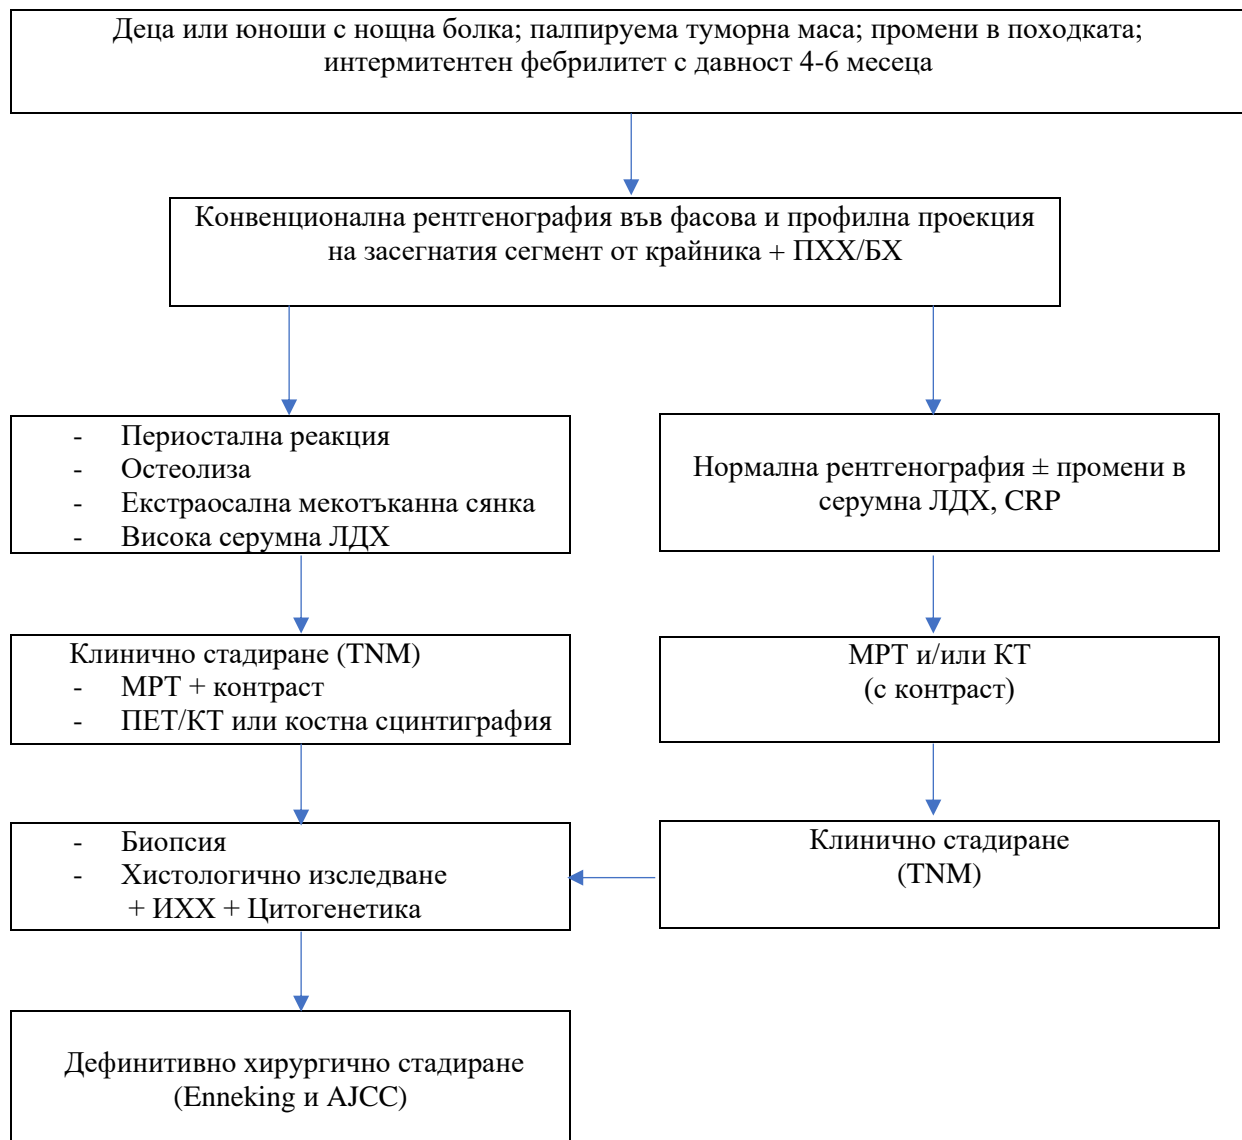 Деца или юноши с нощна болка; палпируема туморна маса; промени в походката;
интермитентен фебрилитет с давност 4-6 месеца
Конвенционална рентгенография във фасова и профилна проекция
на засегнатия сегмент от крайника + ПХХ/БХ
- Периостална реакция
- Остеолиза
- Екстраосална мекотъканна сянка
- Висока серумна ЛДХ
Нормална рентгенография ± промени в
серумна ЛДХ, CRP
Клинично стадиране (TNM)
- МРТ + контраст
- ПЕТ/КТ или костна сцинтиграфия
МРТ и/или КТ
(с контраст)
- Биопсия
- Хистологично изследване
+ ИХХ + Цитогенетика
Клинично стадиране
(TNM)
Дефинитивно хирургично стадиране
(Enneking и AJCC)